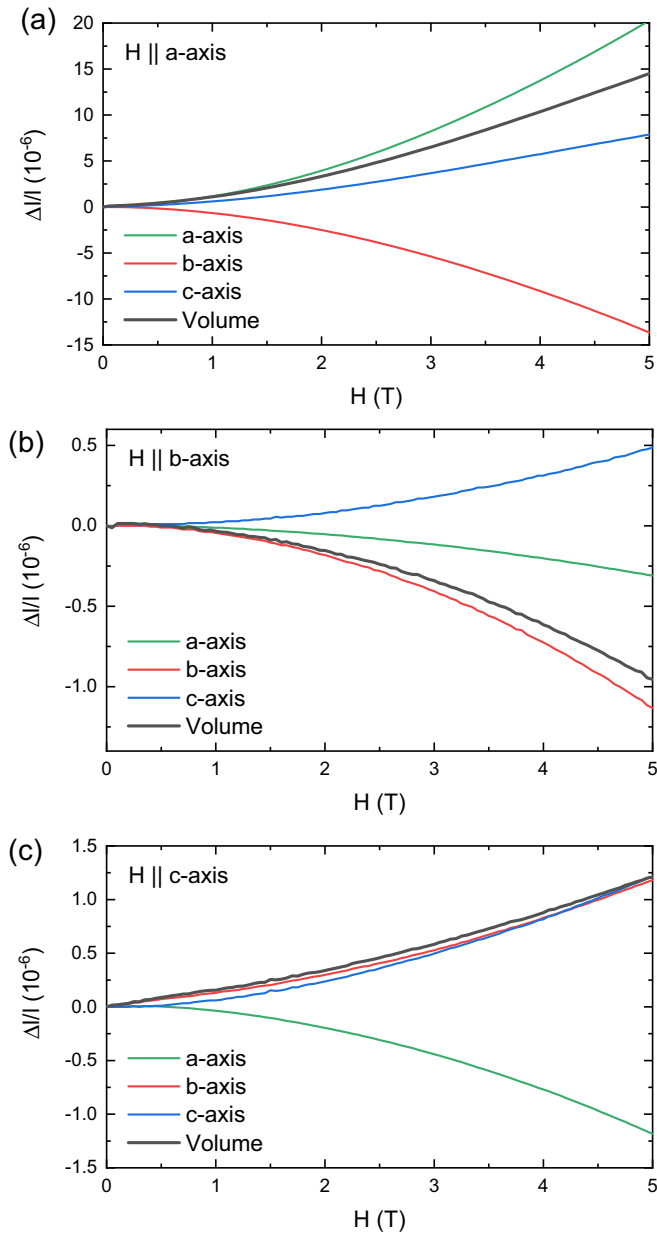 (a)
H || a-axis
20
15
10
5
0
-5
-10
-15
Δl/l (10⁻⁶)
a-axis
b-axis
c-axis
Volume
0 1 2 3 4 5
H (T)
(b)
H || b-axis
0.5
0.0
-0.5
-1.0
Δl/l (10⁻⁶)
a-axis
b-axis
c-axis
Volume
0 1 2 3 4 5
H (T)
(c)
H || c-axis
1.5
1.0
0.5
0.0
-0.5
-1.0
-1.5
Δl/l (10⁻⁶)
a-axis
b-axis
c-axis
Volume
0 1 2 3 4 5
H (T)